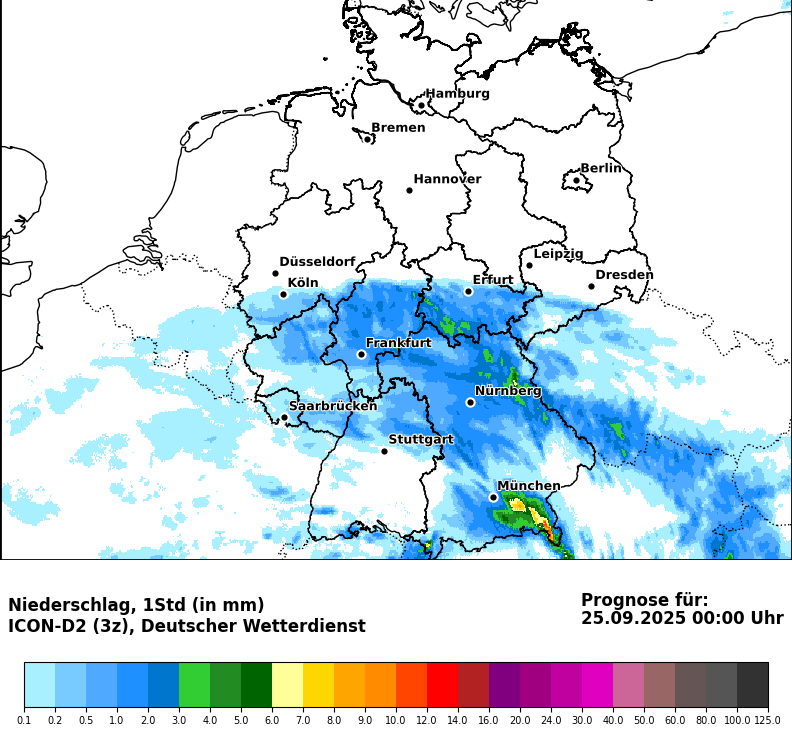 Hamburg
Bremen
Berlin
Hannover
Leipzig
Düsseldorf
Dresden
Köln
Erfurt
Frankfurt
Nürnberg
Saarbrücken
Stuttgart
München
Niederschlag, 1Std (in mm)
ICON-D2 (3z), Deutscher Wetterdienst
Prognose für:
25.09.2025 00:00 Uhr
0.1 0.2 0.5 1.0 2.0 3.0 4.0 5.0 6.0 7.0 8.0 9.0 10.0 12.0 14.0 16.0 20.0 24.0 30.0 40.0 50.0 60.0 80.0 100.0 125.0